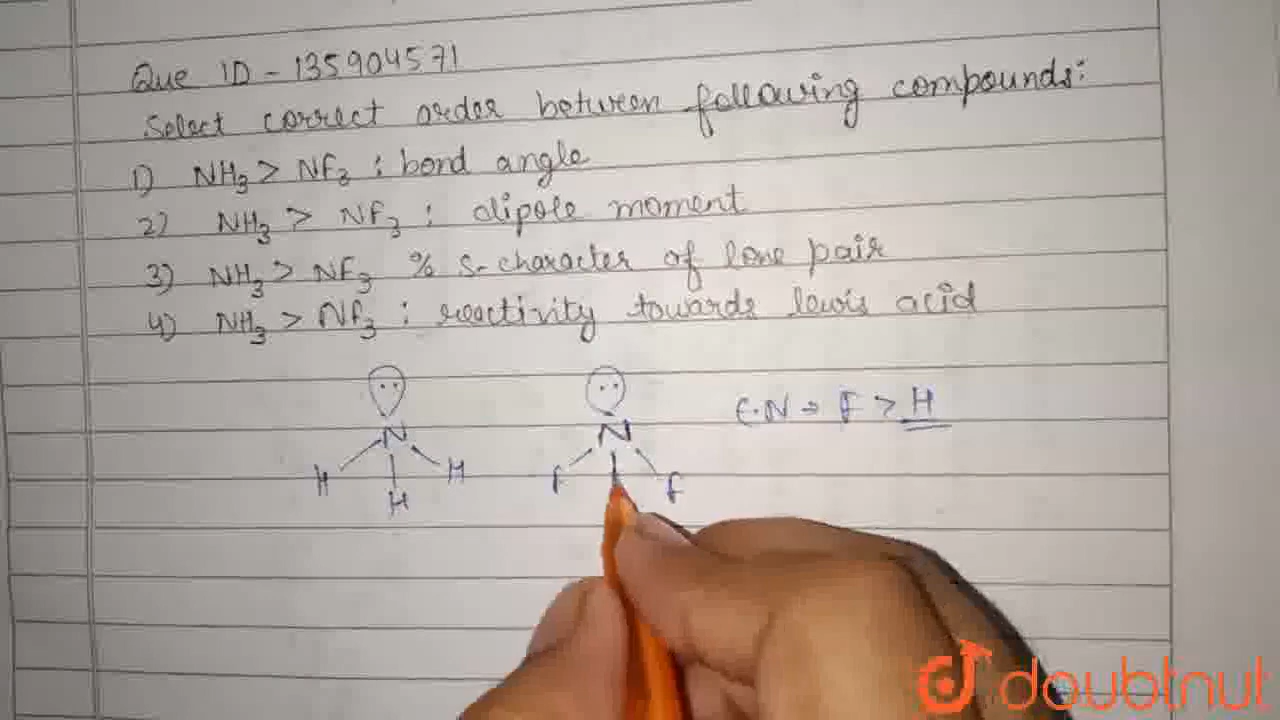 Que ID - 135904571
Select correct order between following compounds:
1) NH3 > NF3 : bond angle
2) NH3 > NF3 : dipole moment
3) NH3 > NF3 % s-character of lone pair
4) NH3 > NF3 : reactivity towards lewis acid
N N E.N → F > H
H H F F
H
doubtnut